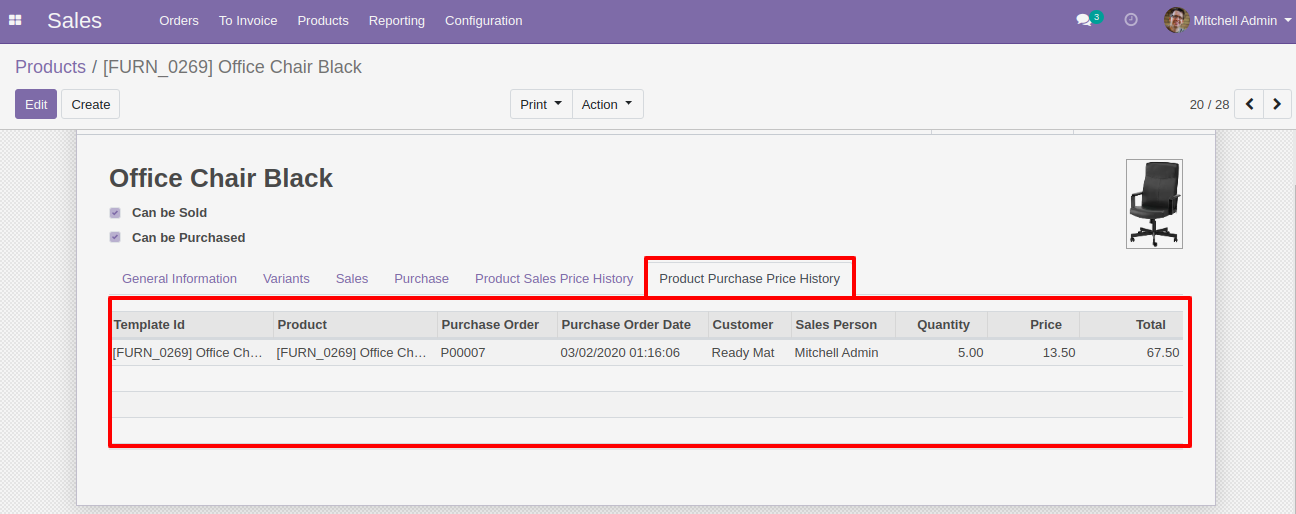 Sales Orders To Invoice Products Reporting Configuration 3 Mitchell Admin
Products / [FURN_0269] Office Chair Black
Edit Create Print Action 20 / 28
Office Chair Black
Can be Sold
Can be Purchased
General Information Variants Sales Purchase Product Sales Price History Product Purchase Price History
Template Id Product Purchase Order Purchase Order Date Customer Sales Person Quantity Price Total
[FURN_0269] Office Ch... [FURN_0269] Office Ch... P00007 03/02/2020 01:16:06 Ready Mat Mitchell Admin 5.00 13.50 67.50